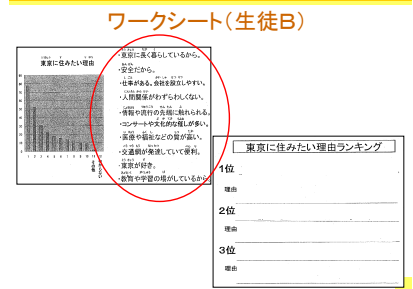 ワークシート（生徒B）
東京に住みたい理由
・東京に長く暮らしているから。
・安全だから。
・仕事がある。会社を設立しやすい。
・人間関係がわずらわしくない。
・情報や流行の先端に触れられる。
・コンサートや文化的な催しが多い。
・医療や福祉などの質が高い。
・交通網が発達していて便利。
・東京が好き。
・教育や学習の場がしているから
東京に住みたい理由ランキング
1位
理由
2位
理由
3位
理由